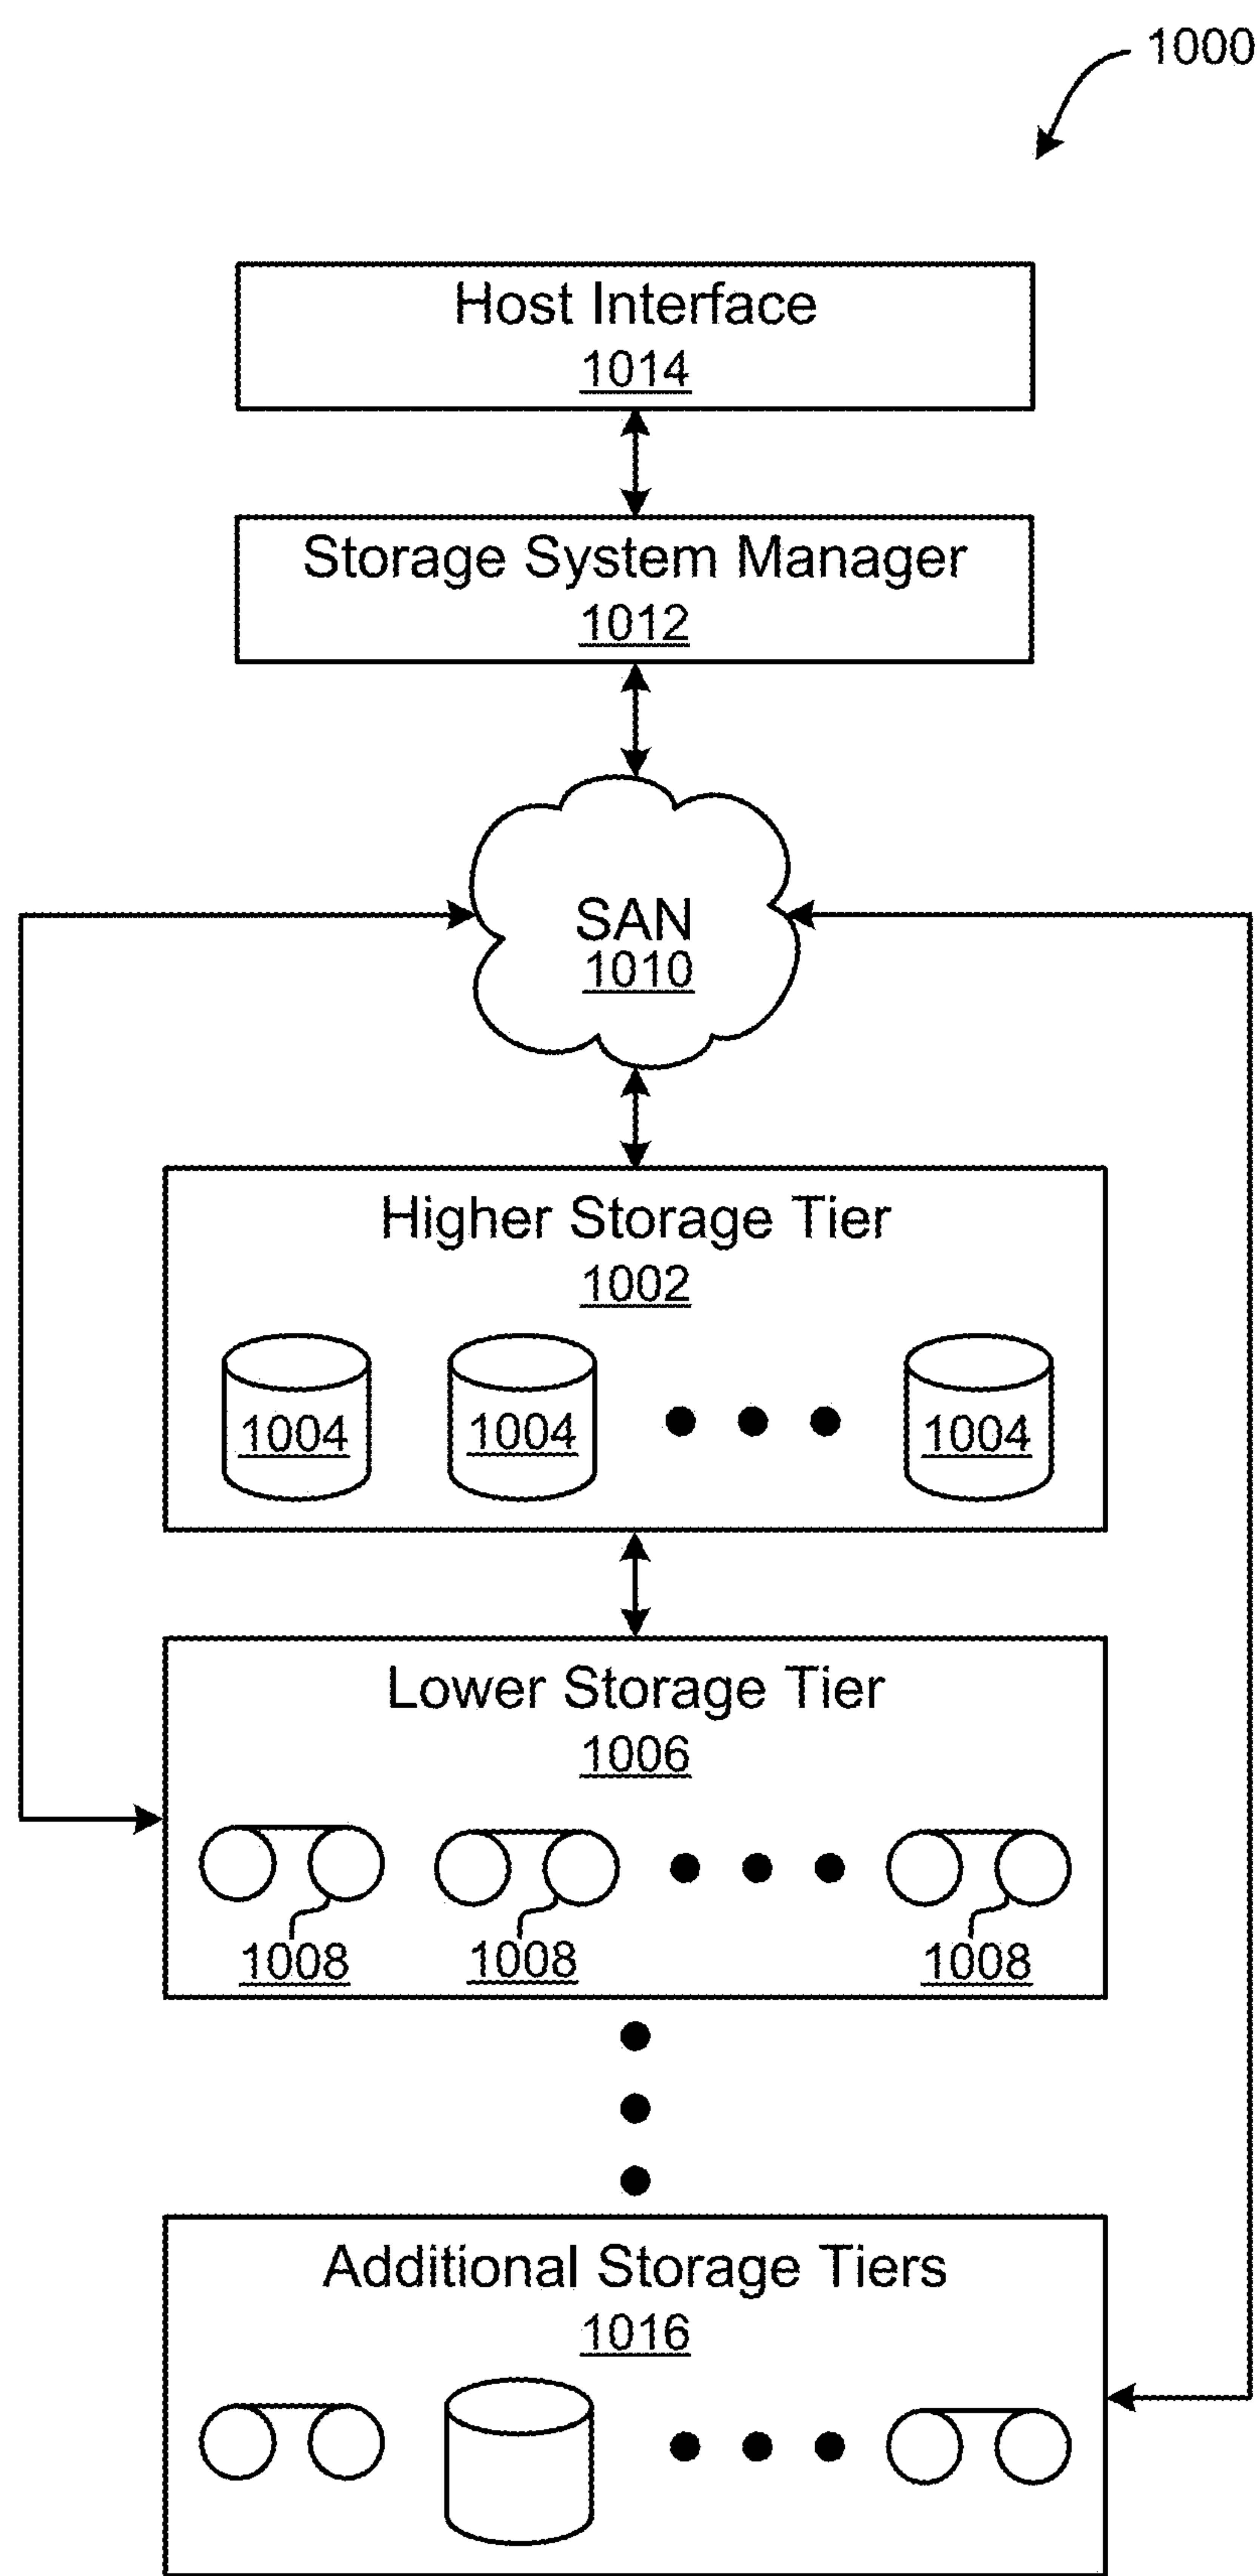 1000
Host Interface
1014
Storage System Manager
1012
SAN
1010
Higher Storage Tier
1002
1004 1004 1004
Lower Storage Tier
1006
1008 1008 1008
Additional Storage Tiers
1016